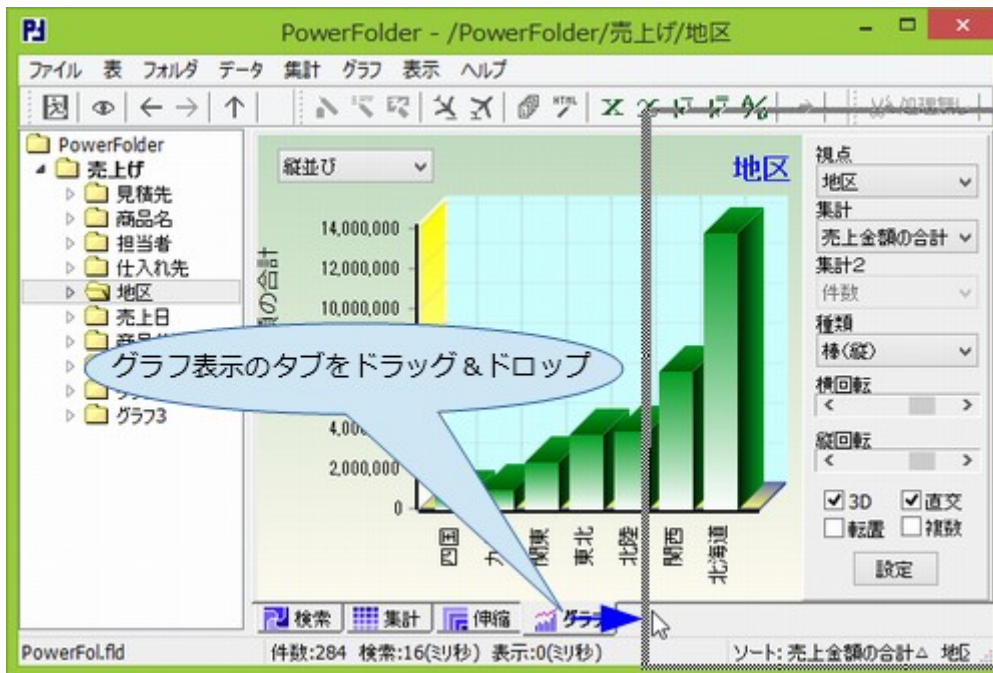 PowerFolder - /PowerFolder/売上げ/地区
ファイル 表 フォルダ データ 集計 グラフ 表示 ヘルプ
HTML
PowerFolder
売上げ
見積先
商品名
担当者
仕入れ先
地区
売上日
グラフ3
縦並び
地区
14,000,000
12,000,000
10,000,000
2,000,000
0
の合計
四国
関東
東北
北陸
関西
北海道
グラフ表示のタブをドラッグ&ドロップ
視点
地区
集計
売上金額の合計
集計2
件数
種類
棒(縦)
横回転
縦回転
3D 直交
転置 複数
設定
検索 集計 伸縮 グラフ
PowerFol.fld 件数:284 検索:16(ミリ秒) 表示:0(ミリ秒) ソート: 売上金額の合計△ 地区